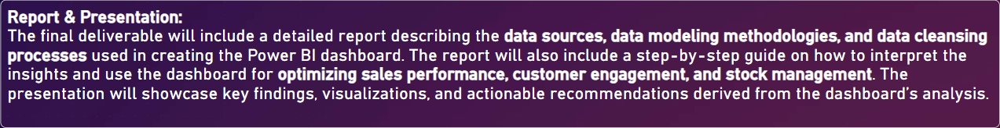 Report & Presentation:
The final deliverable will include a detailed report describing the data sources, data modeling methodologies, and data cleansing
processes used in creating the Power BI dashboard. The report will also include a step-by-step guide on how to interpret the
insights and use the dashboard for optimizing sales performance, customer engagement, and stock management. The
presentation will showcase key findings, visualizations, and actionable recommendations derived from the dashboard's analysis.